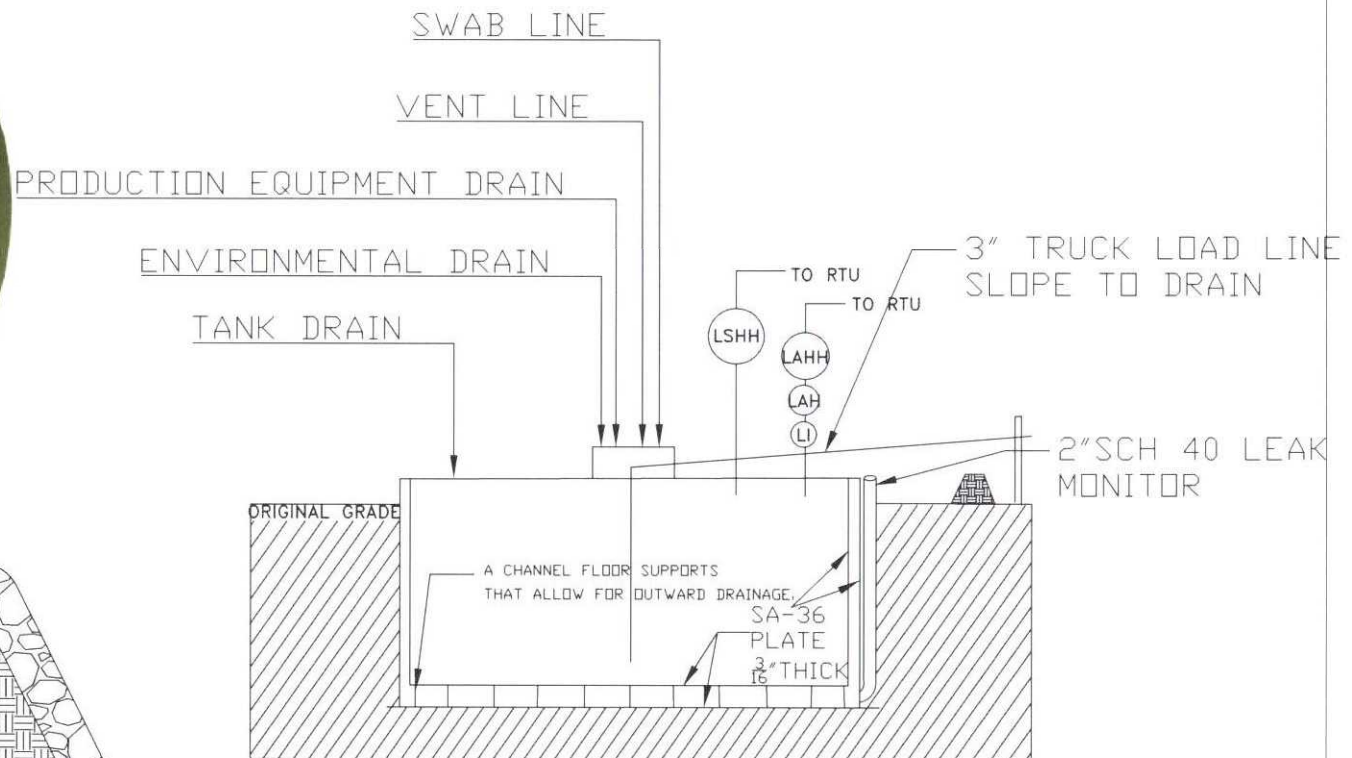 SWAB LINE
VENT LINE
PRODUCTION EQUIPMENT DRAIN
ENVIRONMENTAL DRAIN
TANK DRAIN
TO RTU
TO RTU
3" TRUCK LOAD LINE
SLOPE TO DRAIN
LSHH
LAHH
LAH
LI
2"SCH 40 LEAK
MONITOR
ORIGINAL GRADE
A CHANNEL FLOOR SUPPORTS
THAT ALLOW FOR OUTWARD DRAINAGE.
SA-36
PLATE
3/16"THICK